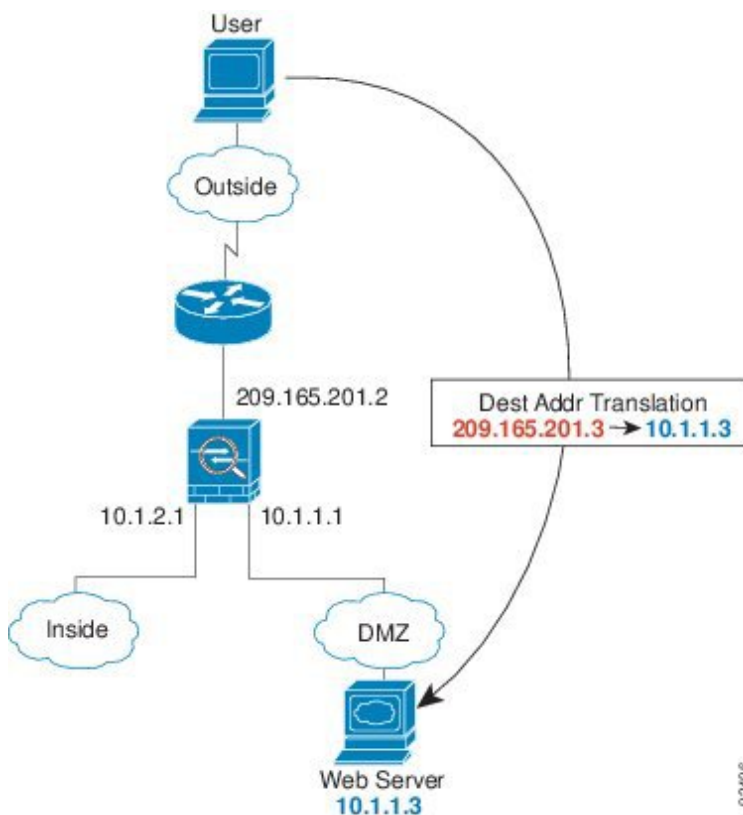 User
Outside
209.165.201.2
Dest Addr Translation
209.165.201.3 10.1.1.3
10.1.2.1
10.1.1.1
Inside
DMZ
Web Server
10.1.1.3